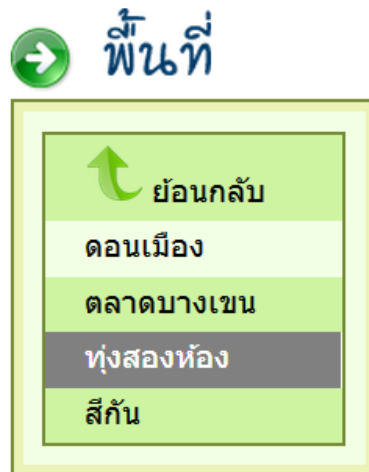 พื้นที่
ย้อนกลับ
ดอนเมือง
ตลาดบางเขน
ทุ่งสองห้อง
สีกัน